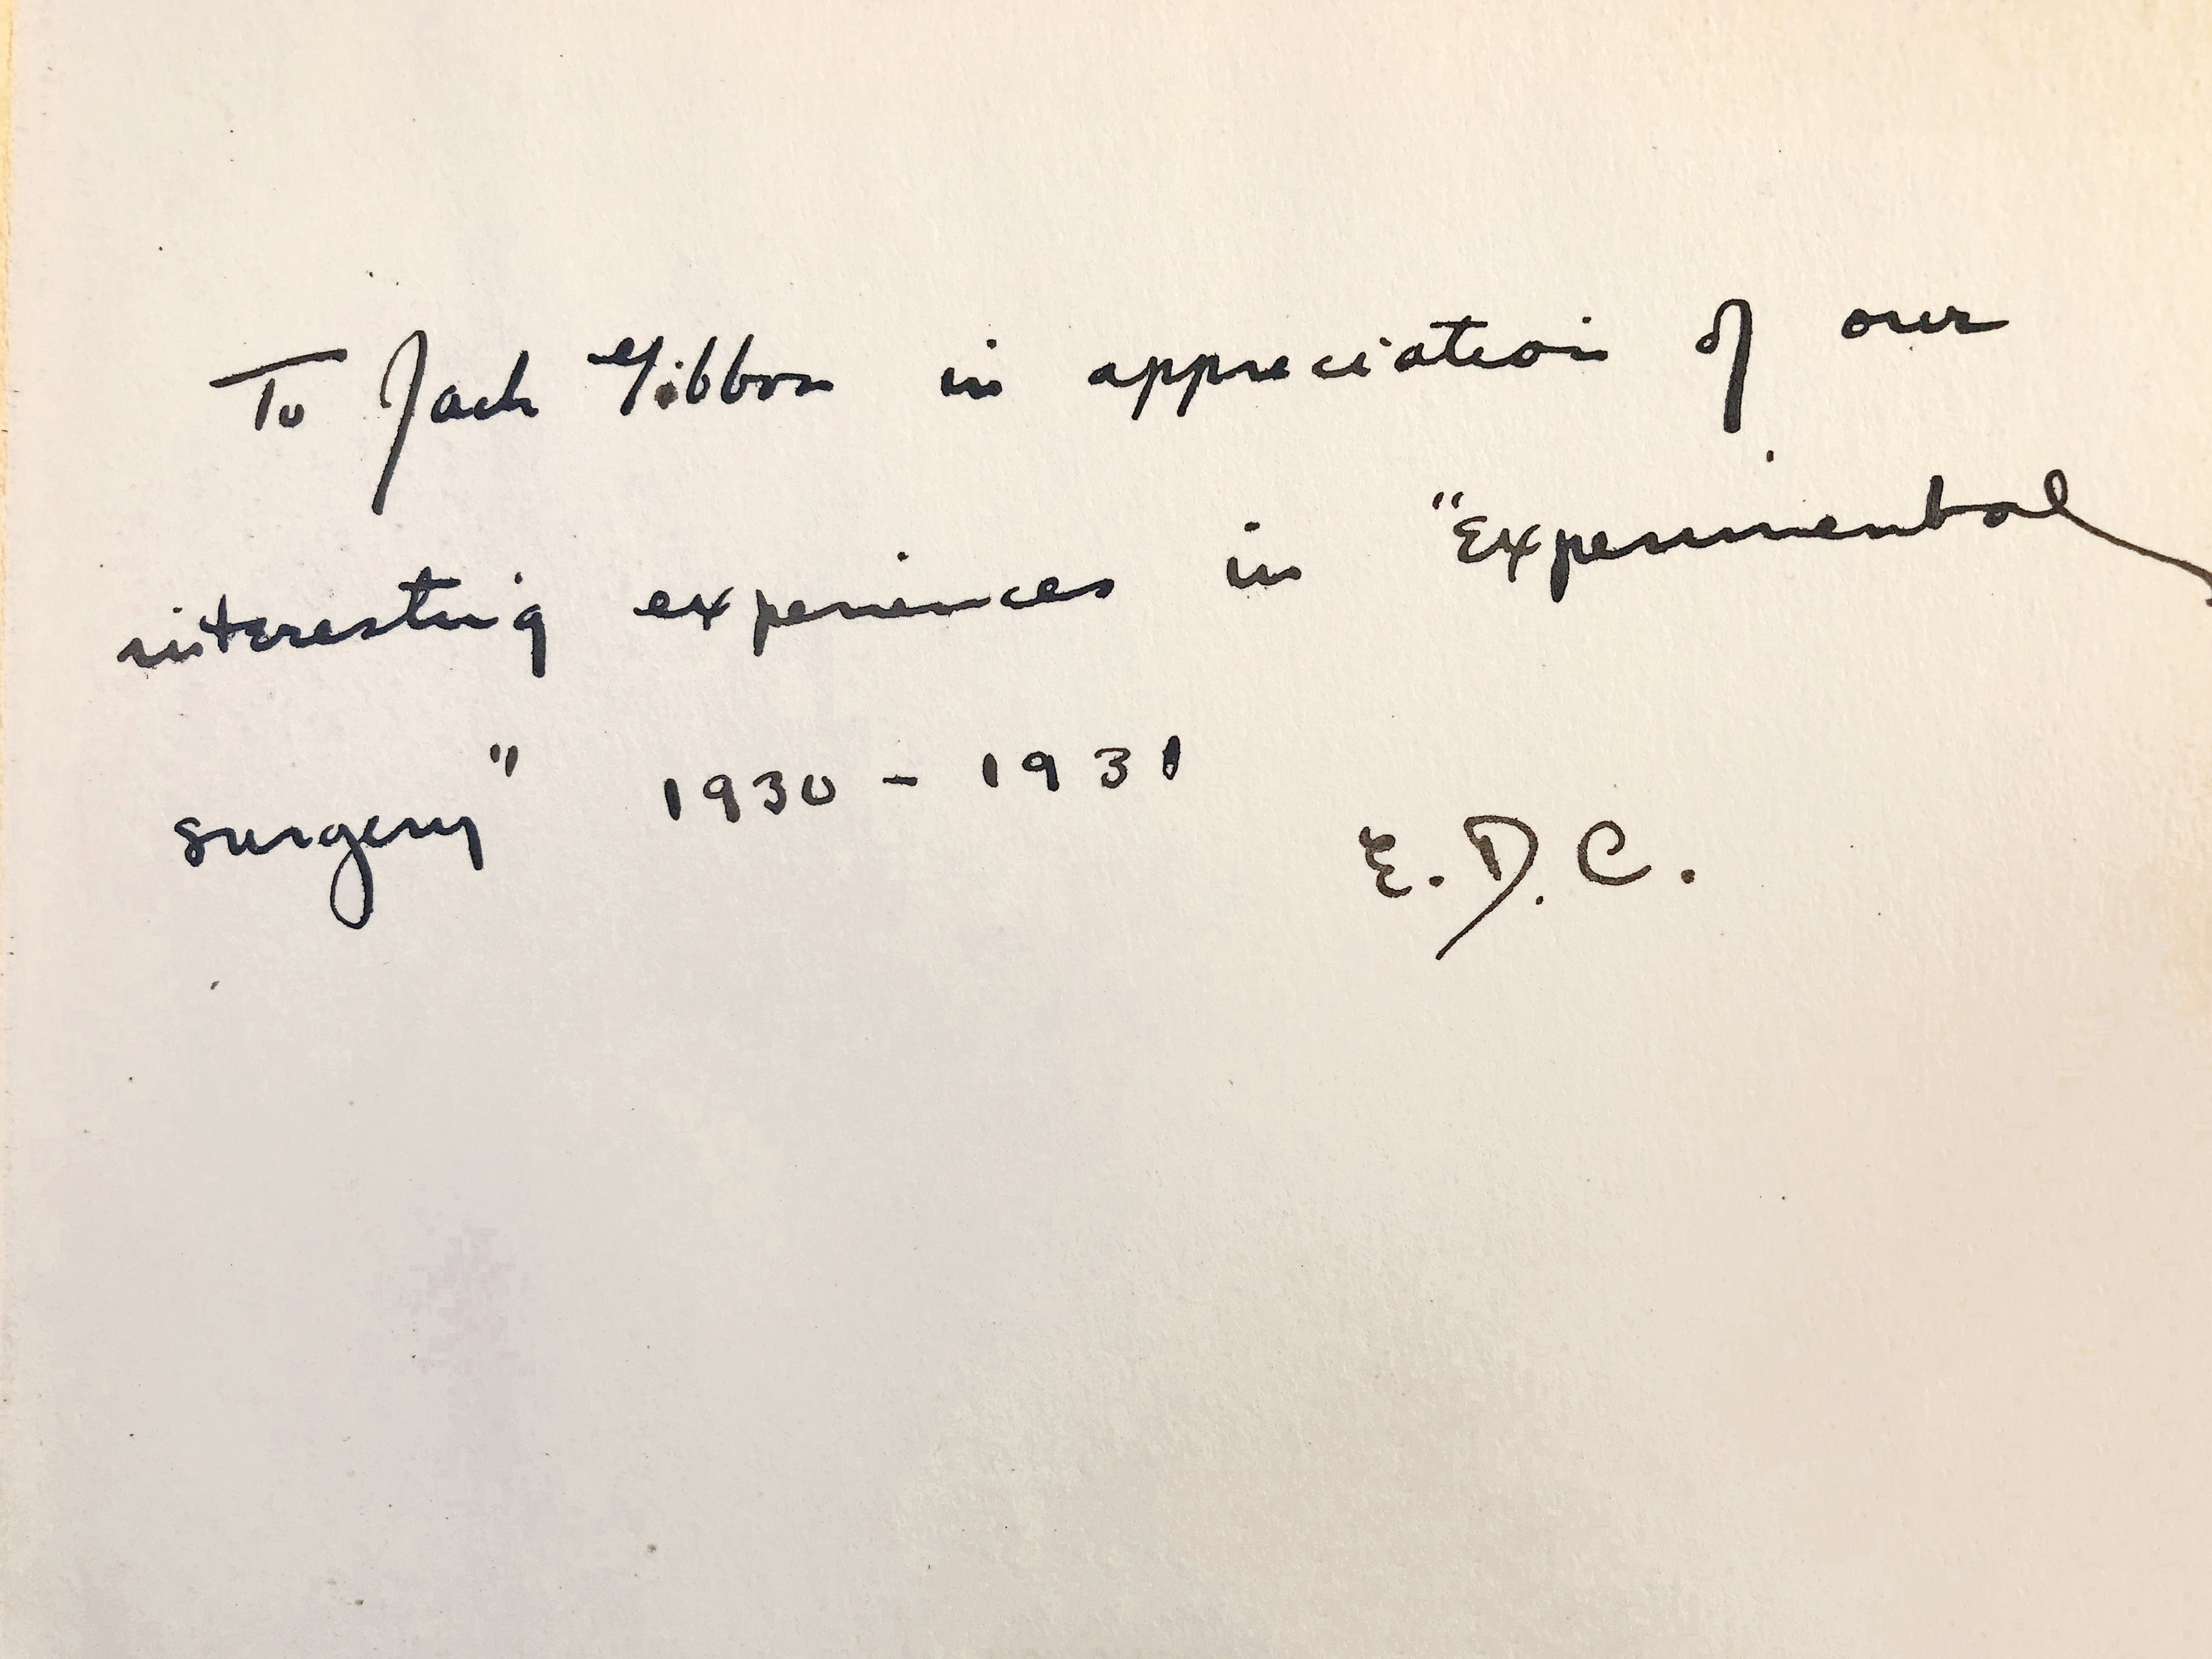 To Jack Gibbon in appreciation of our
interesting experiences in "Experimental
surgery" 1930 - 1931
E. D. C.